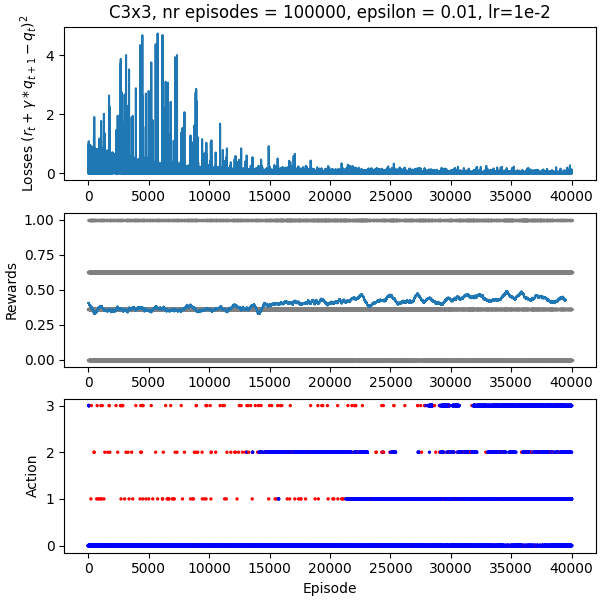 C3x3, nr episodes = 100000, epsilon = 0.01, lr=1e-2
Losses $(r_t + \gamma * q_{t+1} - q_t)^2$
4
2
0
0 5000 10000 15000 20000 25000 30000 35000 40000
Rewards
1.00
0.75
0.50
0.25
0.00
0 5000 10000 15000 20000 25000 30000 35000 40000
Action
3
2
1
0
0 5000 10000 15000 20000 25000 30000 35000 40000
Episode